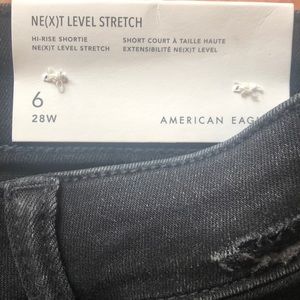 NE(X)T LEVEL STRETCH
HI-RISE SHORTIE
NE(X)T LEVEL STRETCH
SHORT COURT À TAILLE HAUTE
EXTENSIBILITÉ NE(X)T LEVEL
6
28W
AMERICAN EAGL